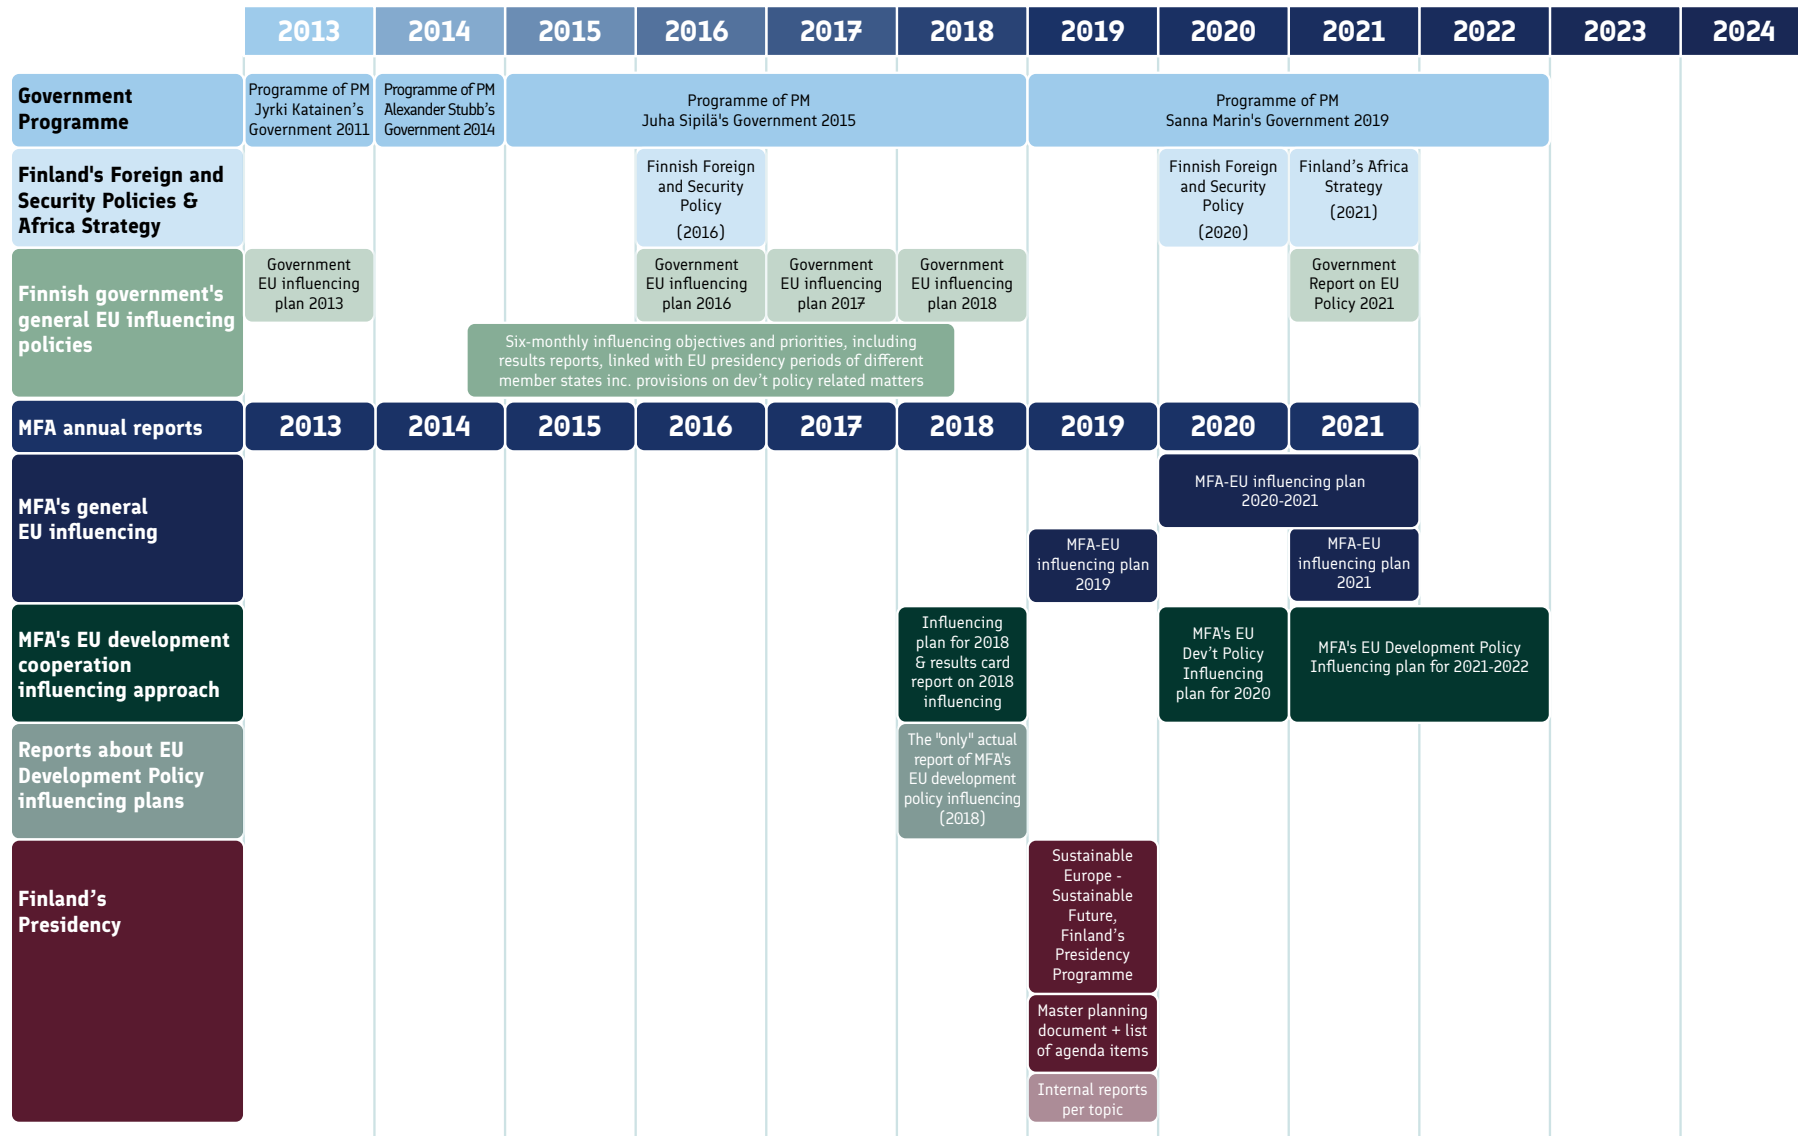 2013 2014 2015 2016 2017 2018 2019 2020 2021 2022 2023 2024
Government
Programme
Programme of PM
Jyrki Katainen’s
Government 2011
Programme of PM
Alexander Stubb’s
Government 2014
Programme of PM
Juha Sipilä's Government 2015
Programme of PM
Sanna Marin's Government 2019
Finland's Foreign and
Security Policies &
Africa Strategy
Finnish Foreign
and Security
Policy
(2016)
Finnish Foreign
and Security
Policy
(2020)
Finland’s Africa
Strategy
(2021)
Finnish government's
general EU influencing
policies
Government
EU influencing
plan 2013
Government
EU influencing
plan 2016
Government
EU influencing
plan 2017
Government
EU influencing
plan 2018
Government
Report on EU
Policy 2021
Six-monthly influencing objectives and priorities, including
results reports, linked with EU presidency periods of different
member states inc. provisions on dev’t policy related matters
MFA annual reports
2013 2014 2015 2016 2017 2018 2019 2020 2021
MFA's general
EU influencing
MFA-EU influencing plan
2020-2021
MFA-EU
influencing plan
2019
MFA-EU
influencing plan
2021
MFA's EU development
cooperation
influencing approach
Influencing
plan for 2018
& results card
report on 2018
influencing
MFA's EU
Dev’t Policy
Influencing
plan for 2020
MFA's EU Development Policy
Influencing plan for 2021-2022
Reports about EU
Development Policy
influencing plans
The "only" actual
report of MFA's
EU development
policy influencing
(2018)
Finland’s
Presidency
Sustainable
Europe -
Sustainable
Future,
Finland’s
Presidency
Programme
Master planning
document + list
of agenda items
Internal reports
per topic